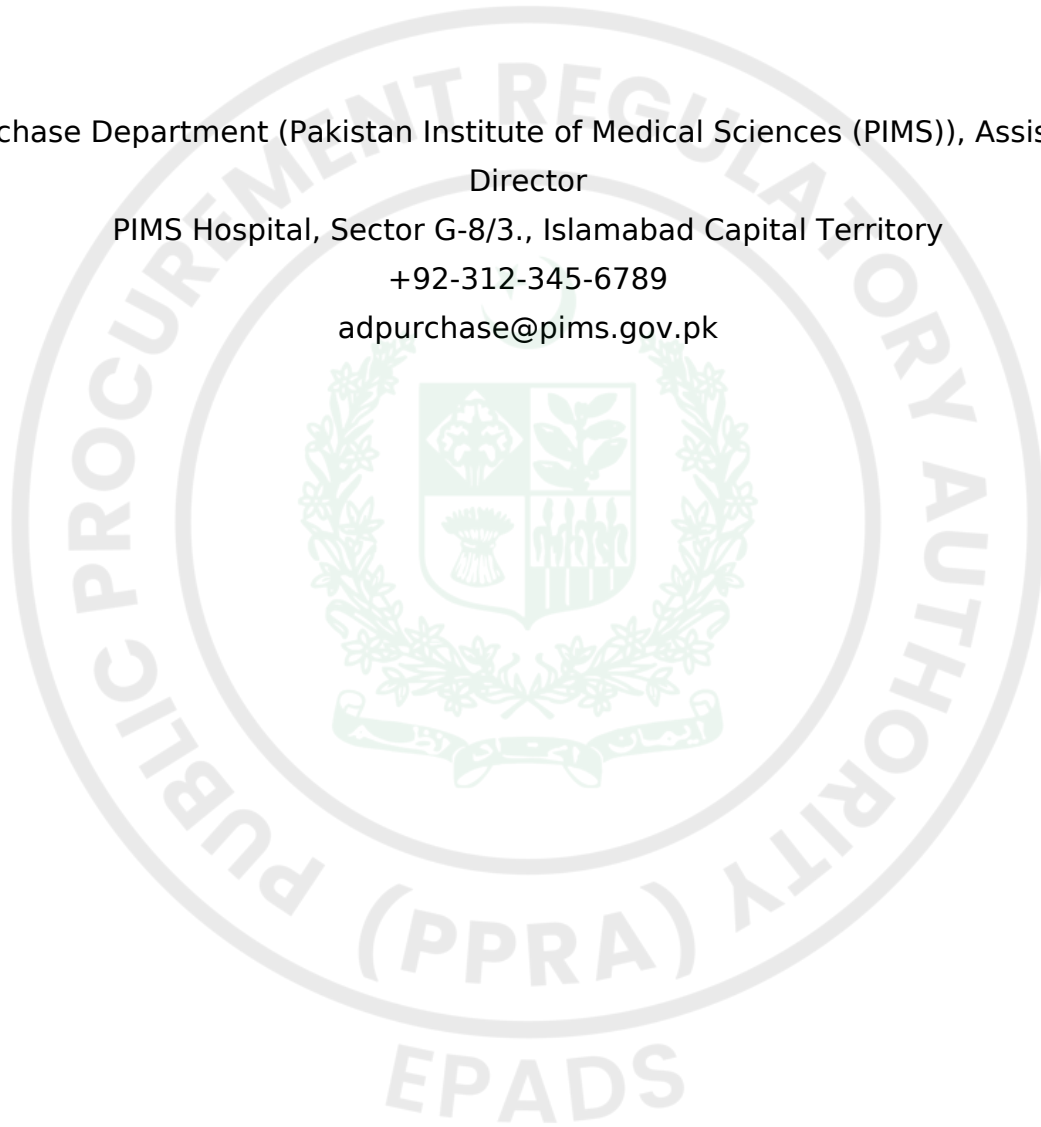 chase Department (Pakistan Institute of Medical Sciences (PIMS)), Assis
Director
PIMS Hospital, Sector G-8/3., Islamabad Capital Territory
+92-312-345-6789
adpurchase@pims.gov.pk
PUBLIC PROCUREMENT REGULATORY AUTHORITY
(PPRA)
EPADS